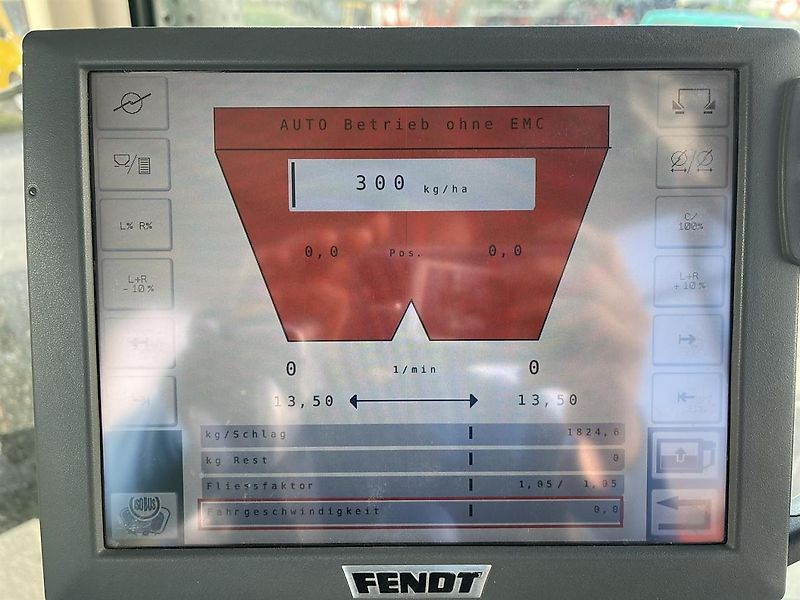 AUTO Betrieb ohne EMC
300 kg/ha
0,0 Pos. 0,0
L% R%
C/
100%
L+R
- 10 %
L+R
+ 10 %
0 1/min 0
13,50 13,50
kg/Schlag 1824,6
kg Rest 0
Fliessfaktor 1,05/ 1,05
Fahrgeschwindigkeit 0,0
ISOBUS
FENDT